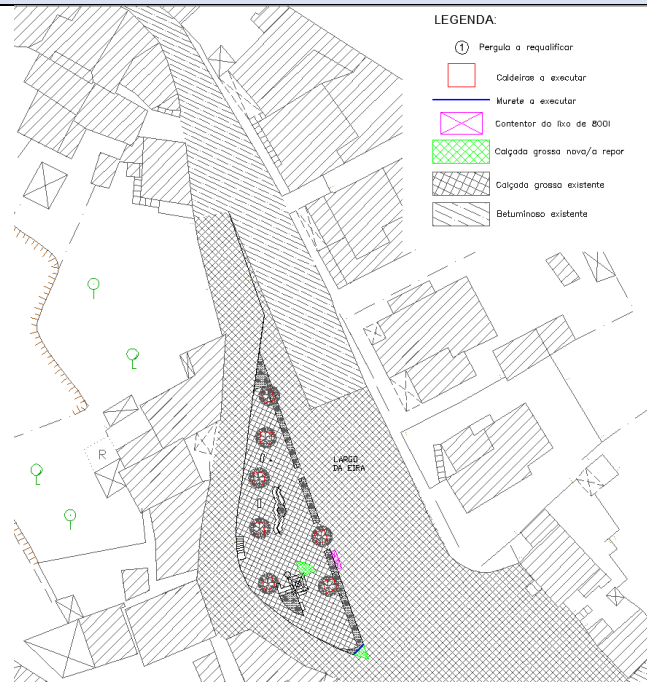 LEGENDA:
1 Pergula a requalificar
Caldeiras a executar
Murete a executar
Contentor do lixo de 800l
Calçada grossa nova/a repor
Calçada grossa existente
Betuminoso existente
R
LARGO
DA EIRA